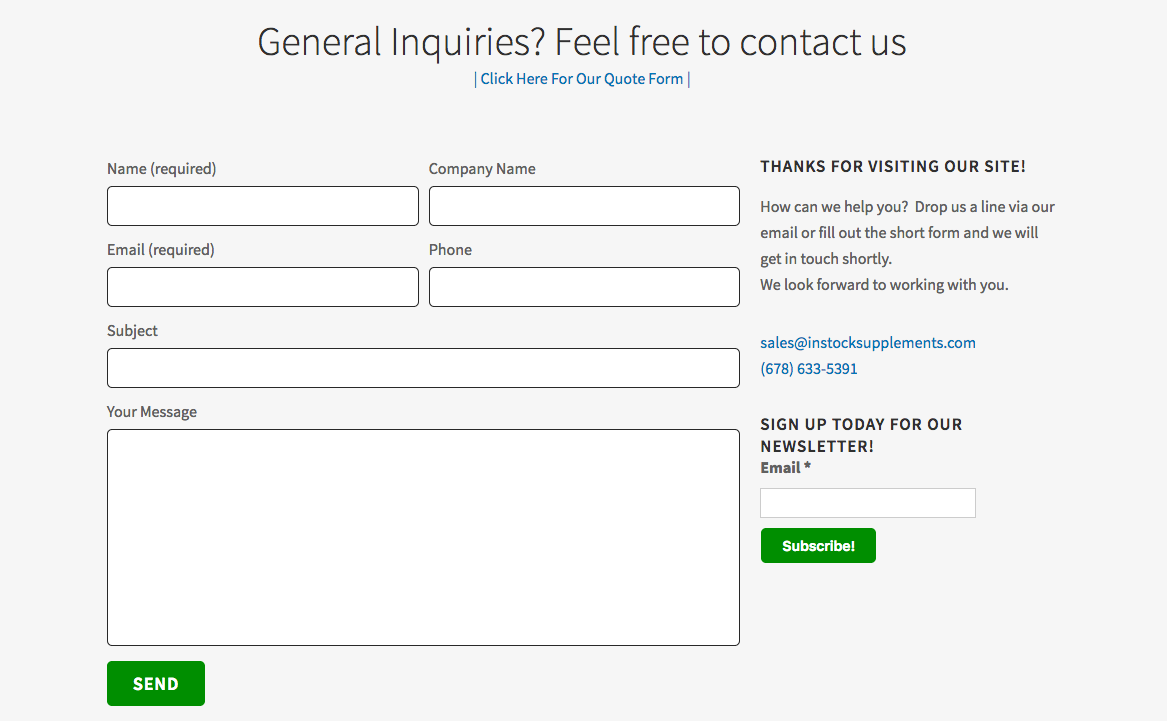 General Inquiries? Feel free to contact us
| Click Here For Our Quote Form |
Name (required)
Company Name
Email (required)
Phone
Subject
Your Message
SEND
THANKS FOR VISITING OUR SITE!
How can we help you?  Drop us a line via our
email or fill out the short form and we will
get in touch shortly.
We look forward to working with you.
sales@instocksupplements.com
(678) 633-5391
SIGN UP TODAY FOR OUR
NEWSLETTER!
Email *
Subscribe!